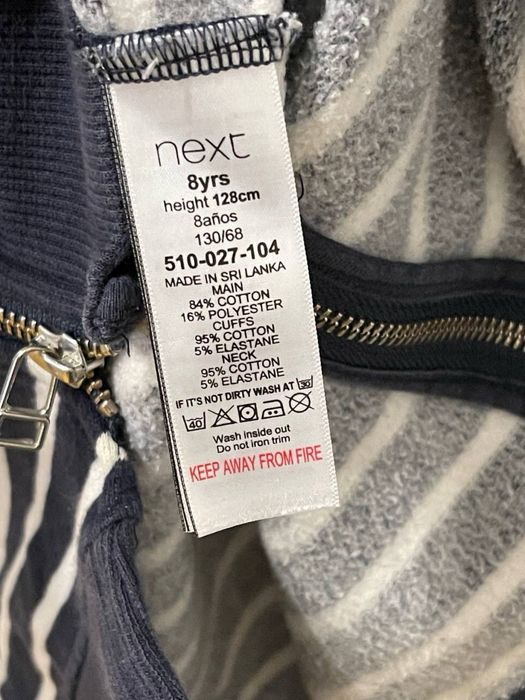 next
8yrs
height 128cm
8años
130/68
510-027-104
MADE IN SRI LANKA
MAIN
84% COTTON
16% POLYESTER
CUFFS
95% COTTON
5% ELASTANE
NECK
95% COTTON
5% ELASTANE
IF IT'S NOT DIRTY WASH AT 30
40
Wash inside out
Do not iron trim
KEEP AWAY FROM FIRE